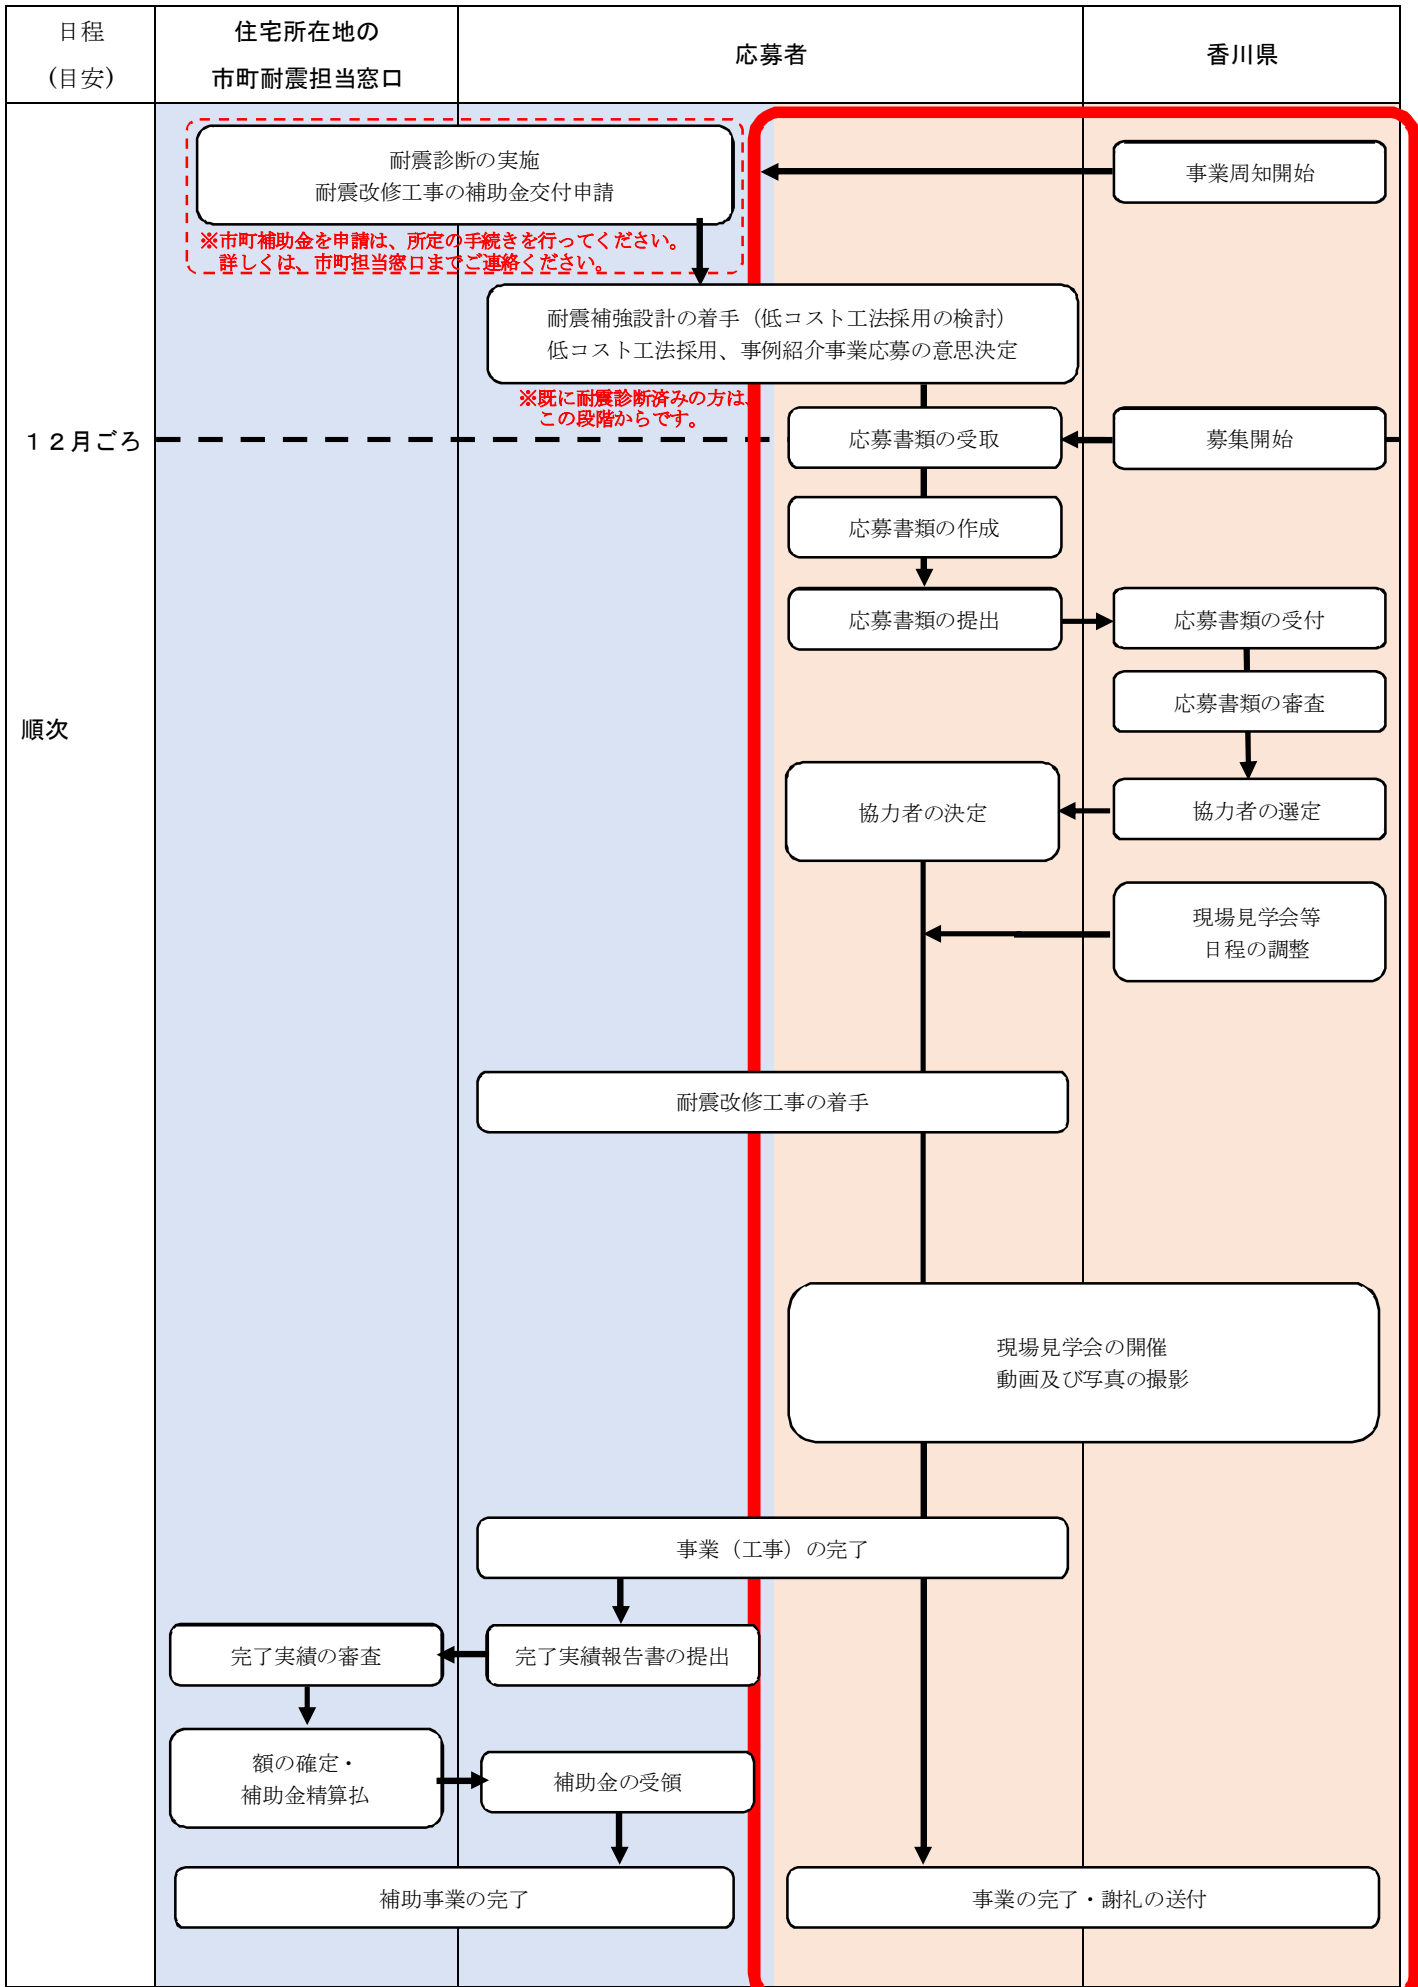 日程
(目安)
住宅所在地の
市町耐震担当窓口
応募者
香川県
耐震診断の実施
耐震改修工事の補助金交付申請
事業周知開始
※市町補助金を申請は、所定の手続きを行ってください。
詳しくは、市町担当窓口までご連絡ください。
耐震補強設計の着手（低コスト工法採用の検討）
低コスト工法採用、事例紹介事業応募の意思決定
※既に耐震診断済みの方は、
この段階からです。
１２月ごろ
応募書類の受取
募集開始
応募書類の作成
応募書類の提出
応募書類の受付
応募書類の審査
順次
協力者の決定
協力者の選定
現場見学会等
日程の調整
耐震改修工事の着手
現場見学会の開催
動画及び写真の撮影
事業（工事）の完了
完了実績の審査
完了実績報告書の提出
額の確定・
補助金精算払
補助金の受領
補助事業の完了
事業の完了・謝礼の送付